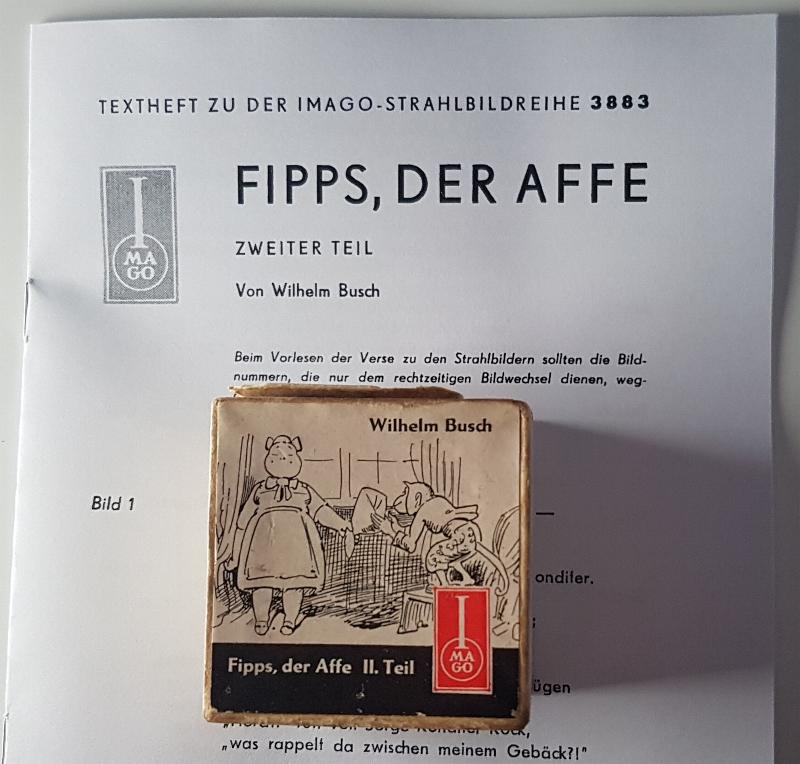 TEXTHEFT ZU DER IMAGO-STRAHLBILDREIHE 3883
FIPPS, DER AFFE
I
MA
GO
ZWEITER TEIL
Von Wilhelm Busch
Beim Vorlesen der Verse zu den Strahlbildern sollten die Bild-
nummern, die nur dem rechtzeitigen Bildwechsel dienen, weg-
Wilhelm Busch
Bild 1
—
onditer.
;
I
MA
GO
Fipps, der Affe II. Teil
ügen
„was rappelt da zwischen meinem Gebäck?!"